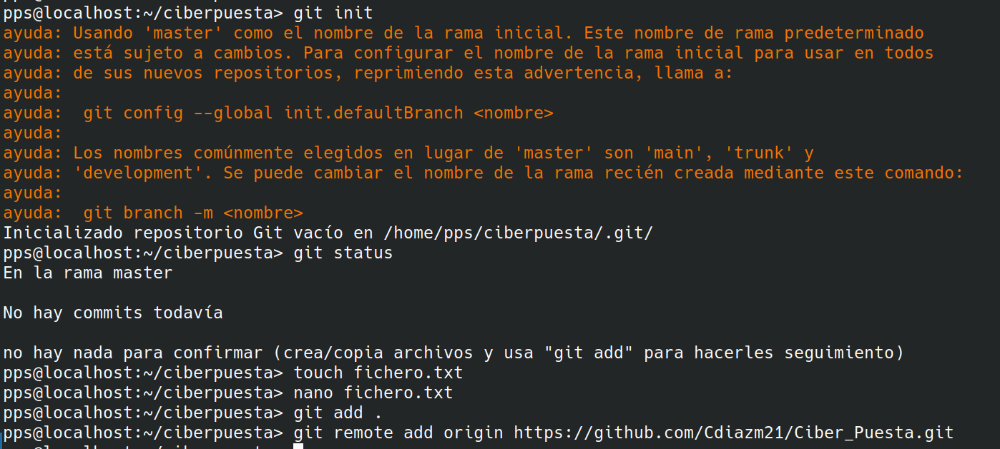 pps@localhost:~/ciberpuesta> git init
ayuda: Usando 'master' como el nombre de la rama inicial. Este nombre de rama predeterminado
ayuda: está sujeto a cambios. Para configurar el nombre de la rama inicial para usar en todos
ayuda: de sus nuevos repositorios, reprimiendo esta advertencia, llama a:
ayuda:
ayuda:  git config --global init.defaultBranch <nombre>
ayuda:
ayuda: Los nombres comúnmente elegidos en lugar de 'master' son 'main', 'trunk' y
ayuda: 'development'. Se puede cambiar el nombre de la rama recién creada mediante este comando:
ayuda:
ayuda:  git branch -m <nombre>
Inicializado repositorio Git vacío en /home/pps/ciberpuesta/.git/
pps@localhost:~/ciberpuesta> git status
En la rama master
No hay commits todavía
no hay nada para confirmar (crea/copia archivos y usa "git add" para hacerles seguimiento)
pps@localhost:~/ciberpuesta> touch fichero.txt
pps@localhost:~/ciberpuesta> nano fichero.txt
pps@localhost:~/ciberpuesta> git add .
pps@localhost:~/ciberpuesta> git remote add origin https://github.com/Cdiazm21/Ciber_Puesta.git